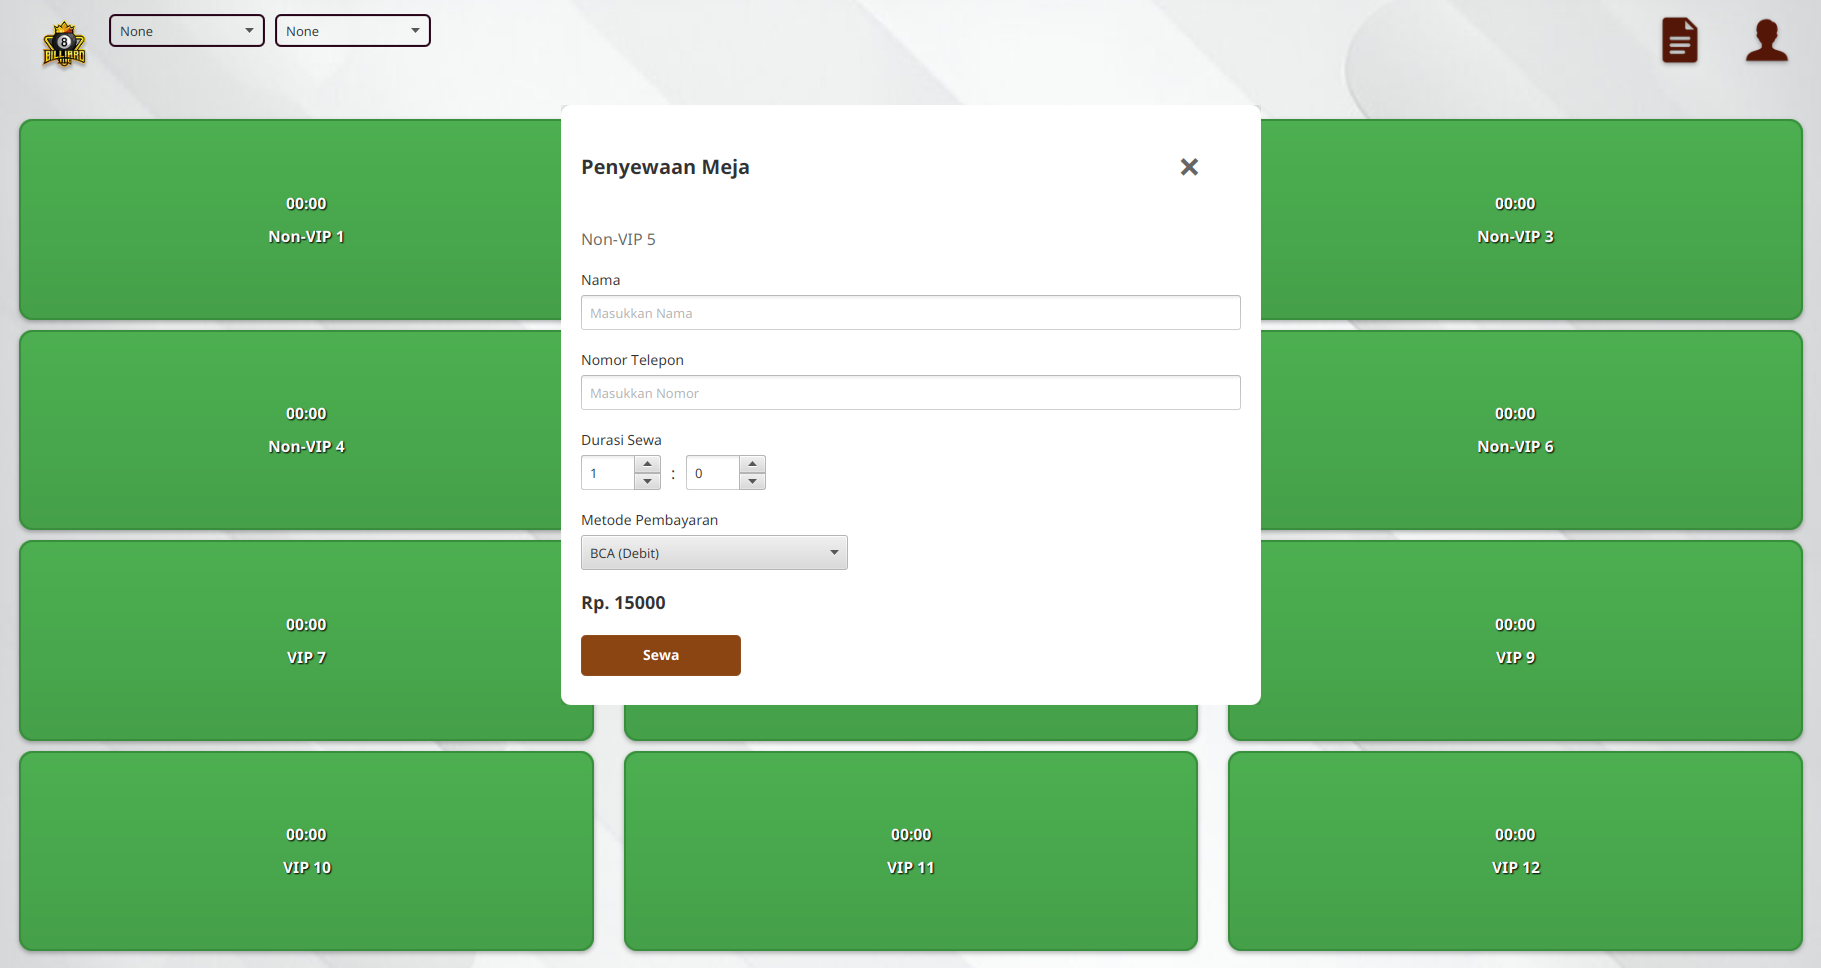 8
BILLIARD
None
None
Penyewaan Meja
Non-VIP 5
Nama
Masukkan Nama
Nomor Telepon
Masukkan Nomor
Durasi Sewa
1 : 0
Metode Pembayaran
BCA (Debit)
Rp. 15000
Sewa
00:00
Non-VIP 1
00:00
Non-VIP 3
00:00
Non-VIP 4
00:00
Non-VIP 6
00:00
VIP 7
00:00
VIP 9
00:00
VIP 10
00:00
VIP 11
00:00
VIP 12